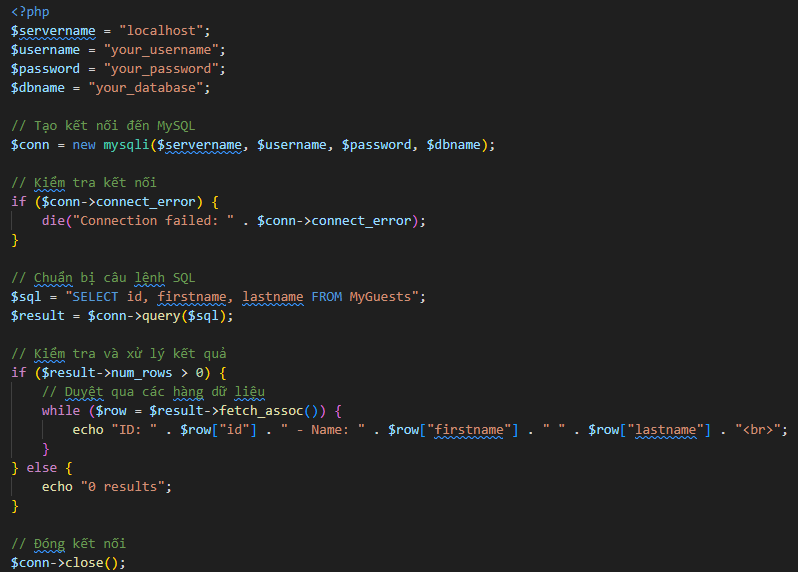 <?php
$servername = "localhost";
$username = "your_username";
$password = "your_password";
$dbname = "your_database";
// Tạo kết nối đến MySQL
$conn = new mysqli($servername, $username, $password, $dbname);
// Kiểm tra kết nối
if ($conn->connect_error) {
die("Connection failed: " . $conn->connect_error);
}
// Chuẩn bị câu lệnh SQL
$sql = "SELECT id, firstname, lastname FROM MyGuests";
$result = $conn->query($sql);
// Kiểm tra và xử lý kết quả
if ($result->num_rows > 0) {
// Duyệt qua các hàng dữ liệu
while ($row = $result->fetch_assoc()) {
echo "ID: " . $row["id"] . " - Name: " . $row["firstname"] . " " . $row["lastname"] . "<br>";
}
} else {
echo "0 results";
}
// Đóng kết nối
$conn->close();